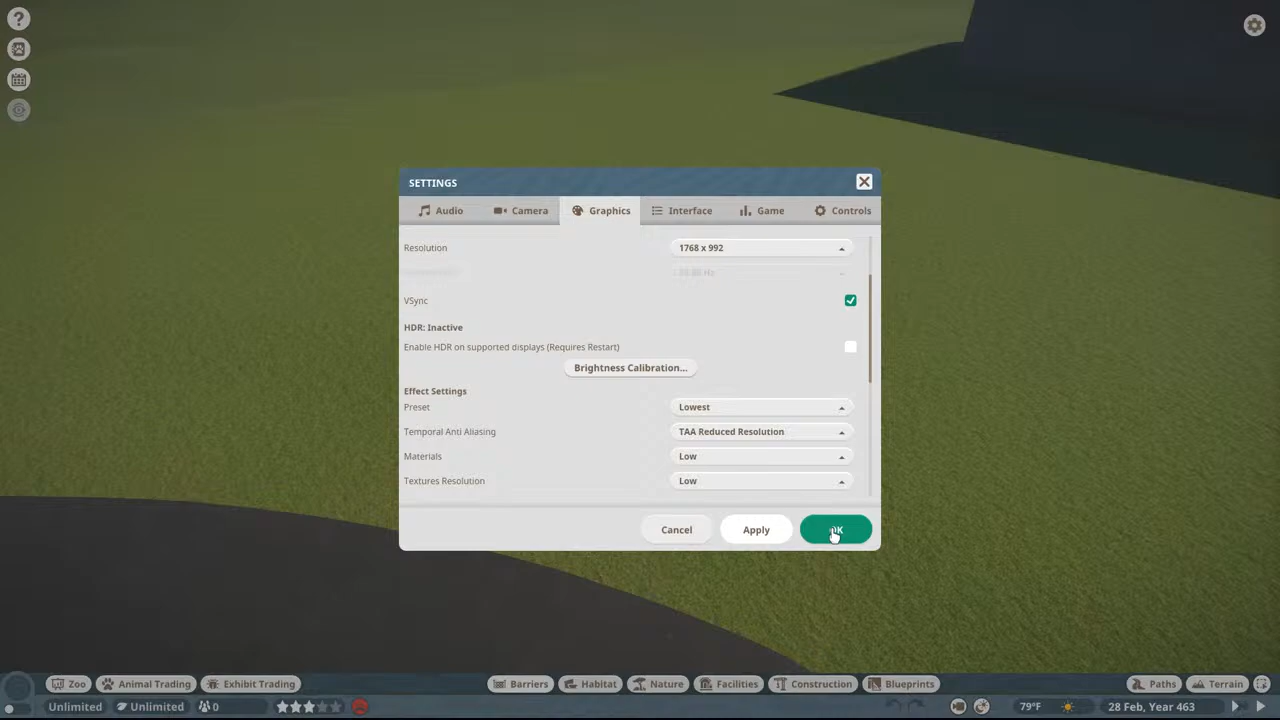 ?
SETTINGS
Audio Camera Graphics Interface Game Controls
Resolution 1768 x 992
VSync
HDR: Inactive
Enable HDR on supported displays (Requires Restart)
Brightness Calibration...
Effect Settings
Preset Lowest
Temporal Anti Aliasing TAA Reduced Resolution
Materials Low
Textures Resolution Low
Cancel Apply OK
Zoo Animal Trading Exhibit Trading Barriers Habitat Nature Facilities Construction Blueprints Paths Terrain
Unlimited Unlimited 0 79°F 28 Feb, Year 463